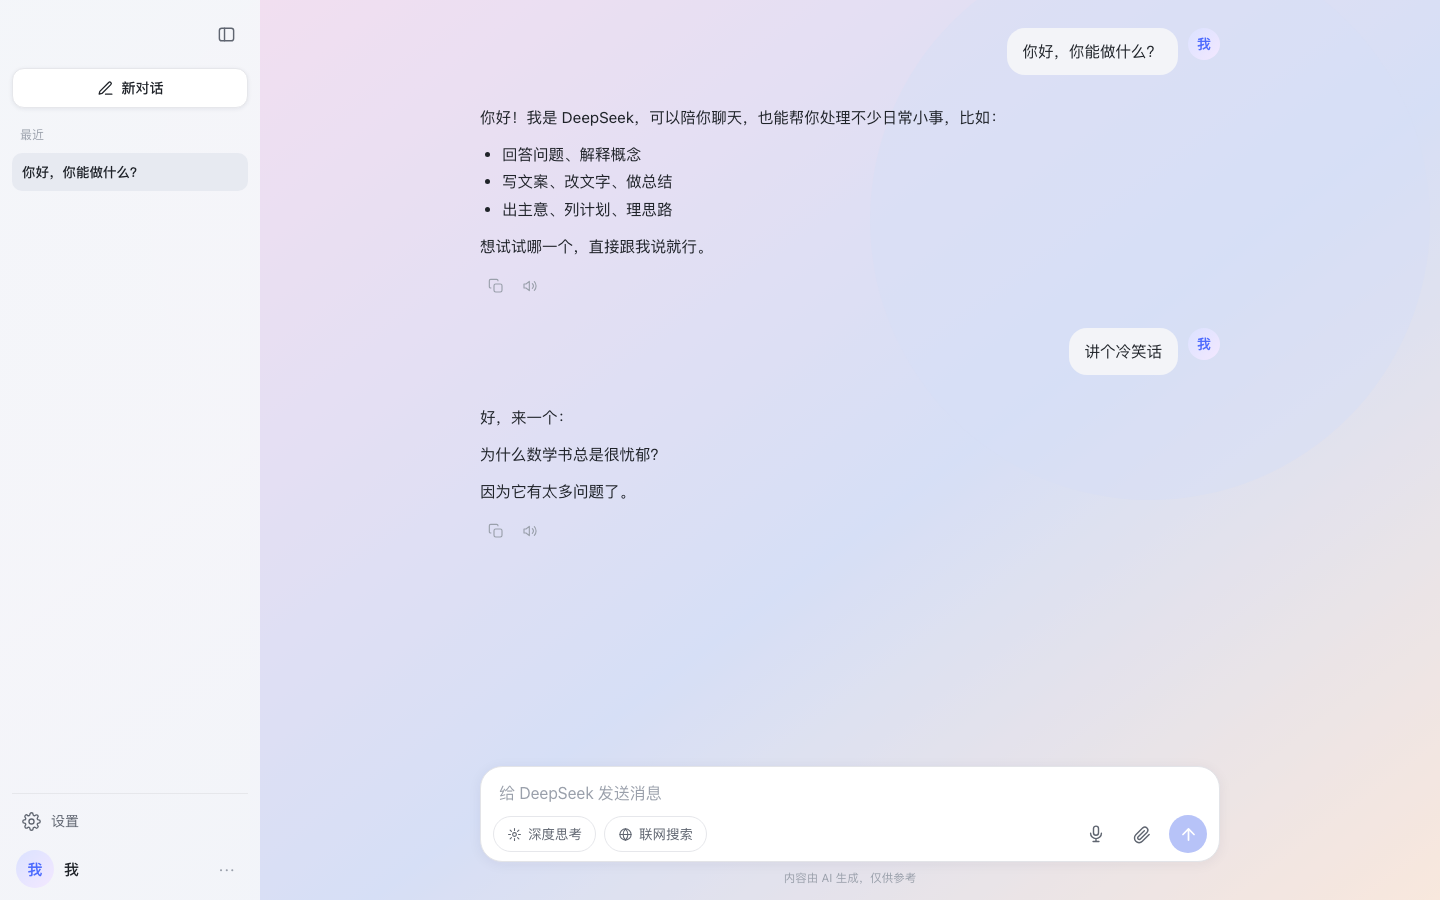 新对话
最近
你好，你能做什么？
设置
我 我 ···
你好，你能做什么？ 我
你好！我是 DeepSeek，可以陪你聊天，也能帮你处理不少日常小事，比如：
• 回答问题、解释概念
• 写文案、改文字、做总结
• 出主意、列计划、理思路
想试试哪一个，直接跟我说就行。
讲个冷笑话 我
好，来一个：
为什么数学书总是很忧郁？
因为它有太多问题了。
给 DeepSeek 发送消息
深度思考 联网搜索
内容由 AI 生成，仅供参考